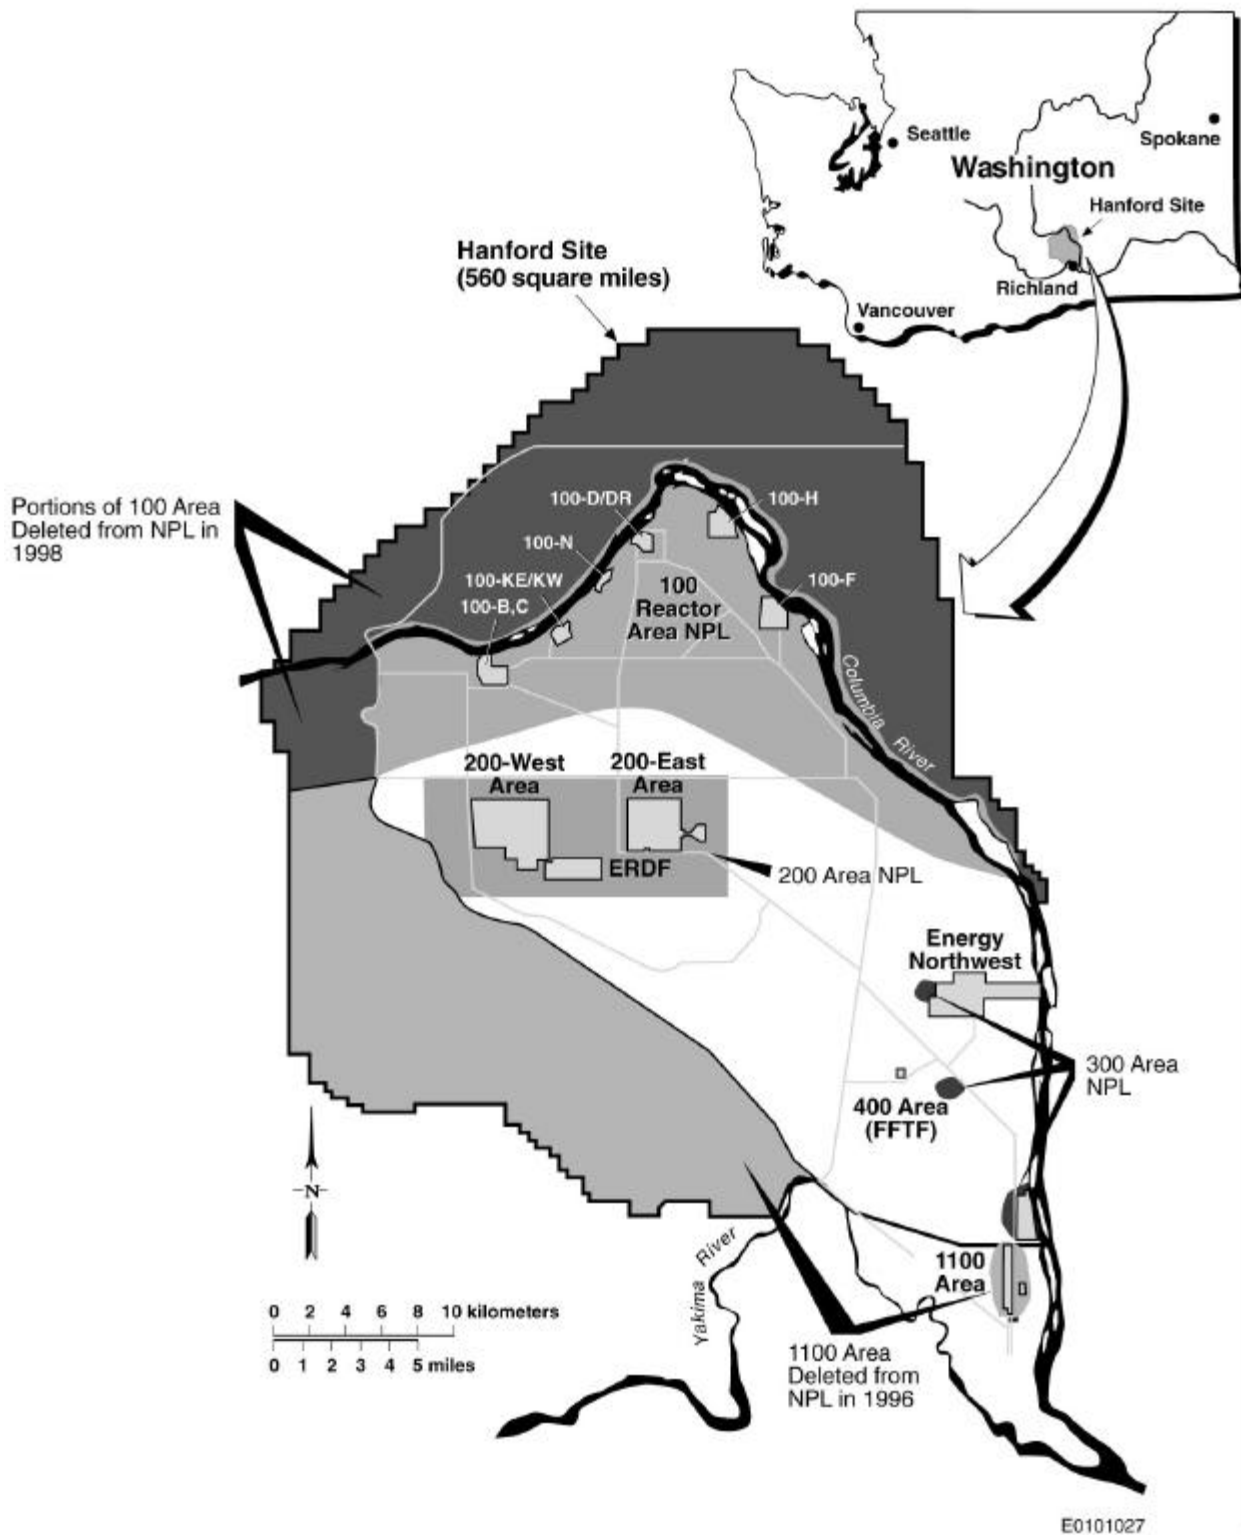 Seattle
Spokane
Washington
Hanford Site
Richland
Vancouver
Hanford Site
(560 square miles)
Portions of 100 Area
Deleted from NPL in
1998
100-D/DR
100-H
100-N
100-KE/KW
100-B,C
100
Reactor
Area NPL
100-F
Columbia
River
200-West
Area
200-East
Area
ERDF
200 Area NPL
Energy
Northwest
300 Area
NPL
400 Area
(FFTF)
N
Yakima
River
1100
Area
0 2 4 6 8 10 kilometers
0 1 2 3 4 5 miles
1100 Area
Deleted from
NPL in 1996
E0101027